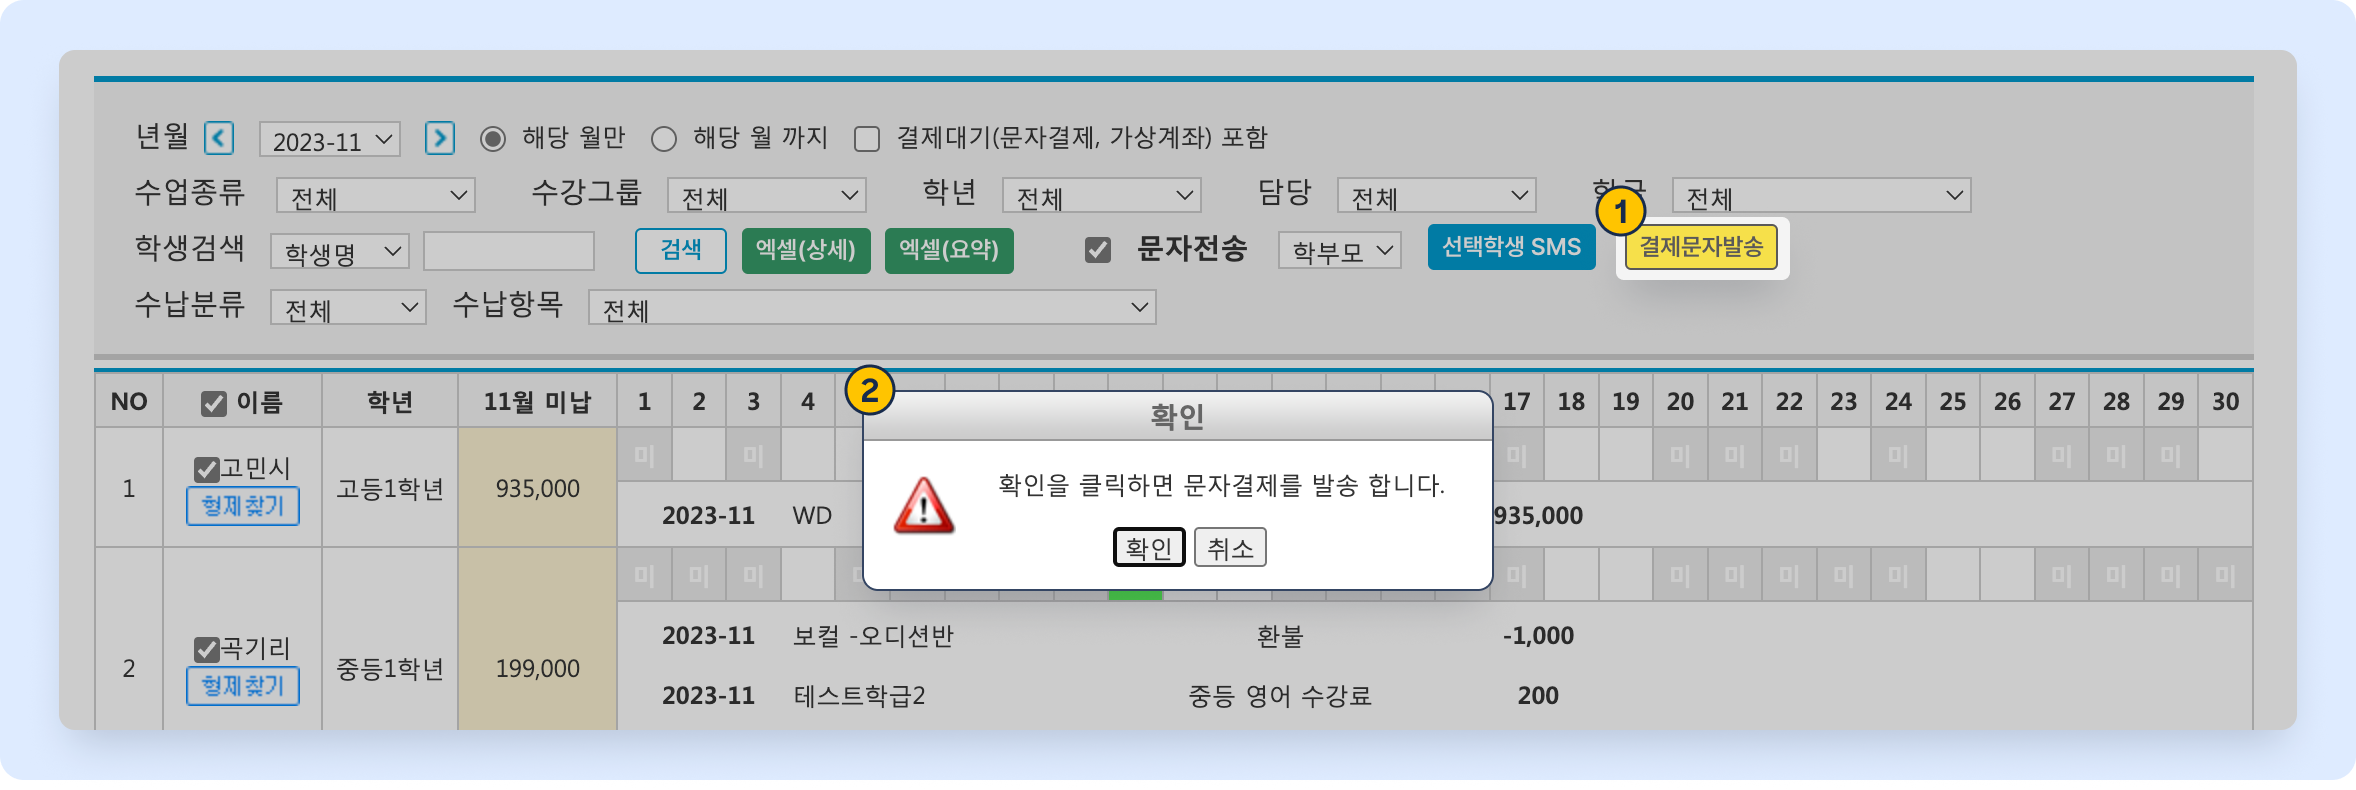 년월 2023-11 해당 월만 해당 월 까지 결제대기(문자결제, 가상계좌) 포함
수업종류 전체 수강그룹 전체 학년 전체 담당 전체 전체
1
학생검색 학생명 검색 엑셀(상세) 엑셀(요약) 문자전송 학부모 선택학생 SMS 결제문자발송
수납분류 전체 수납항목 전체
2
NO 이름 학년 11월 미납 1 2 3 4 17 18 19 20 21 22 23 24 25 26 27 28 29 30
확인
미 미 미 미 미 미 미 미 미 미
1 고민시 고등1학년 935,000
형제찾기
확인을 클릭하면 문자결제를 발송 합니다.
2023-11 WD 935,000
확인 취소
미 미 미 미 미 미 미 미 미 미 미 미 미
2023-11 보컬 -오디션반 환불 -1,000
2 곡기리 중등1학년 199,000
형제찾기
2023-11 테스트학급2 중등 영어 수강료 200